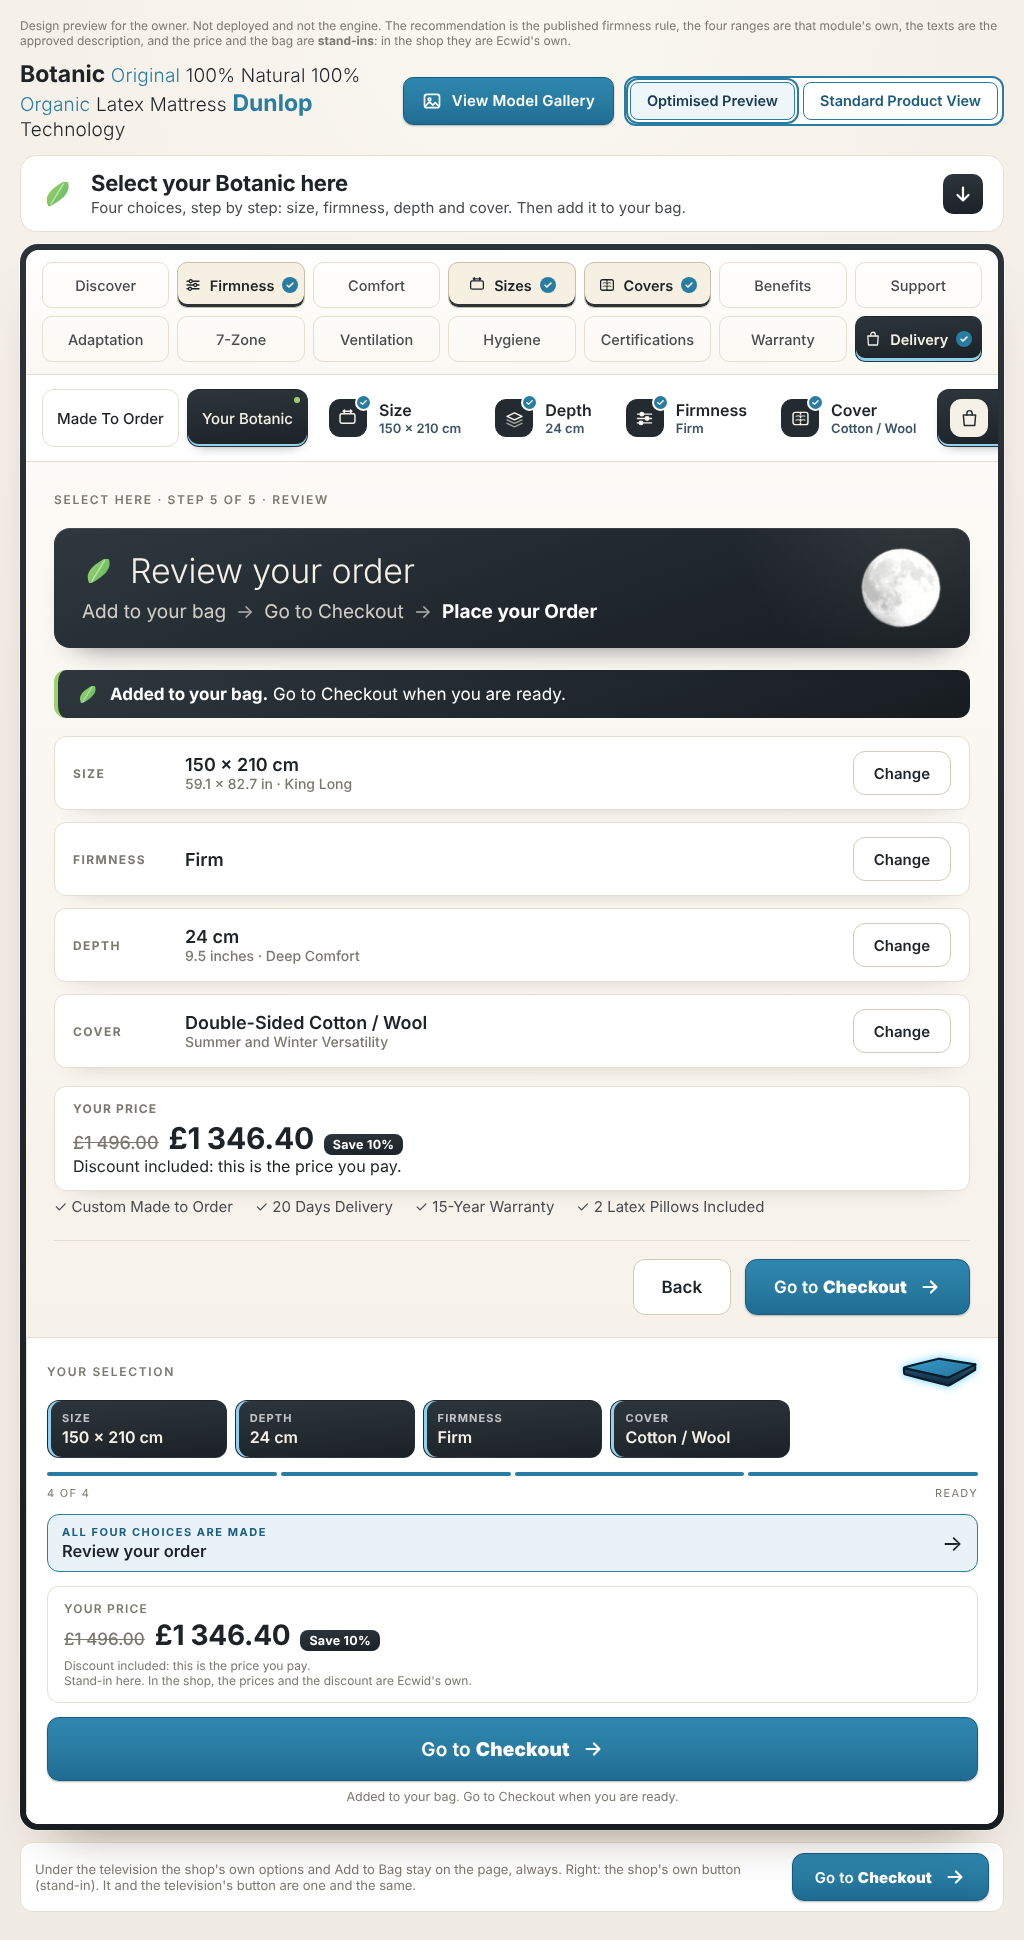 Design preview for the owner. Not deployed and not the engine. The recommendation is the published firmness rule, the four ranges are that module's own, the texts are the
approved description, and the price and the bag are stand-ins: in the shop they are Ecwid's own.
Botanic Original 100% Natural 100%
Organic Latex Mattress Dunlop
Technology
View Model Gallery
Optimised Preview
Standard Product View
Select your Botanic here
Four choices, step by step: size, firmness, depth and cover. Then add it to your bag.
Discover
Firmness
Comfort
Sizes
Covers
Benefits
Support
Adaptation
7-Zone
Ventilation
Hygiene
Certifications
Warranty
Delivery
Made To Order
Your Botanic
Size
150 × 210 cm
Depth
24 cm
Firmness
Firm
Cover
Cotton / Wool
SELECT HERE · STEP 5 OF 5 · REVIEW
Review your order
Add to your bag → Go to Checkout → Place your Order
Added to your bag. Go to Checkout when you are ready.
SIZE
150 × 210 cm
59.1 × 82.7 in · King Long
Change
FIRMNESS
Firm
Change
DEPTH
24 cm
9.5 inches · Deep Comfort
Change
COVER
Double-Sided Cotton / Wool
Summer and Winter Versatility
Change
YOUR PRICE
£1 496.00 £1 346.40 Save 10%
Discount included: this is the price you pay.
✓ Custom Made to Order ✓ 20 Days Delivery ✓ 15-Year Warranty ✓ 2 Latex Pillows Included
Back
Go to Checkout →
YOUR SELECTION
SIZE
150 × 210 cm
DEPTH
24 cm
FIRMNESS
Firm
COVER
Cotton / Wool
4 OF 4
READY
ALL FOUR CHOICES ARE MADE
Review your order →
YOUR PRICE
£1 496.00 £1 346.40 Save 10%
Discount included: this is the price you pay.
Stand-in here. In the shop, the prices and the discount are Ecwid's own.
Go to Checkout →
Added to your bag. Go to Checkout when you are ready.
Under the television the shop's own options and Add to Bag stay on the page, always. Right: the shop's own button
(stand-in). It and the television's button are one and the same.
Go to Checkout →